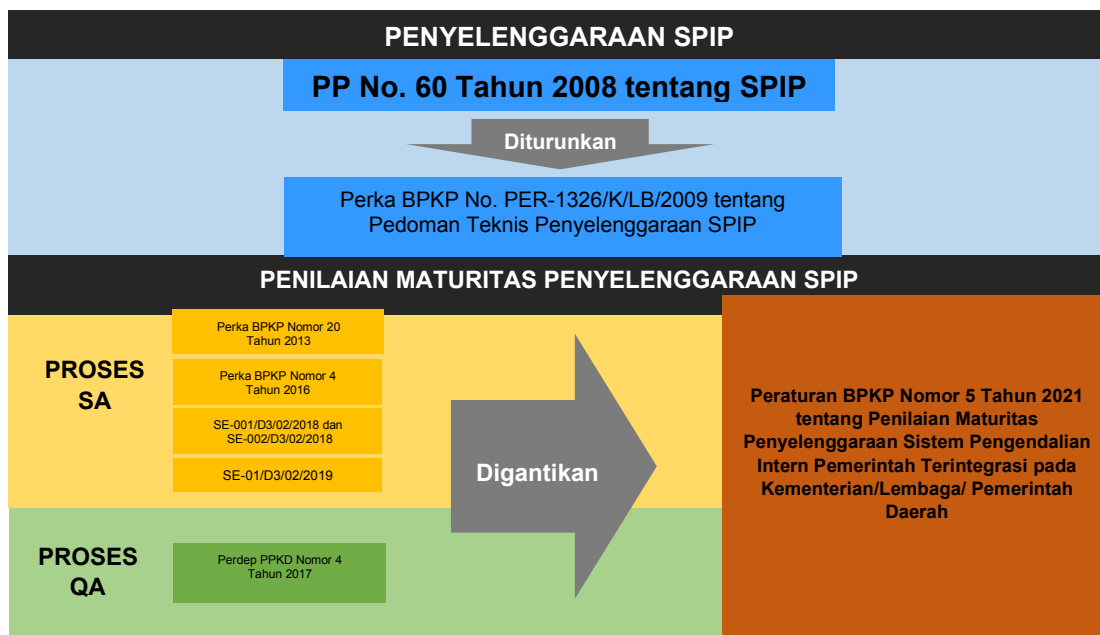 PENYELENGGARAAN SPIP
PP No. 60 Tahun 2008 tentang SPIP
Diturunkan
Perka BPKP No. PER-1326/K/LB/2009 tentang
Pedoman Teknis Penyelenggaraan SPIP
PENILAIAN MATURITAS PENYELENGGARAAN SPIP
PROSES
SA
Perka BPKP Nomor 20
Tahun 2013
Perka BPKP Nomor 4
Tahun 2016
SE-001/D3/02/2018 dan
SE-002/D3/02/2018
SE-01/D3/02/2019
PROSES
QA
Perdep PPKD Nomor 4
Tahun 2017
Digantikan
Peraturan BPKP Nomor 5 Tahun 2021
tentang Penilaian Maturitas
Penyelenggaraan Sistem Pengendalian
Intern Pemerintah Terintegrasi pada
Kementerian/Lembaga/ Pemerintah
Daerah